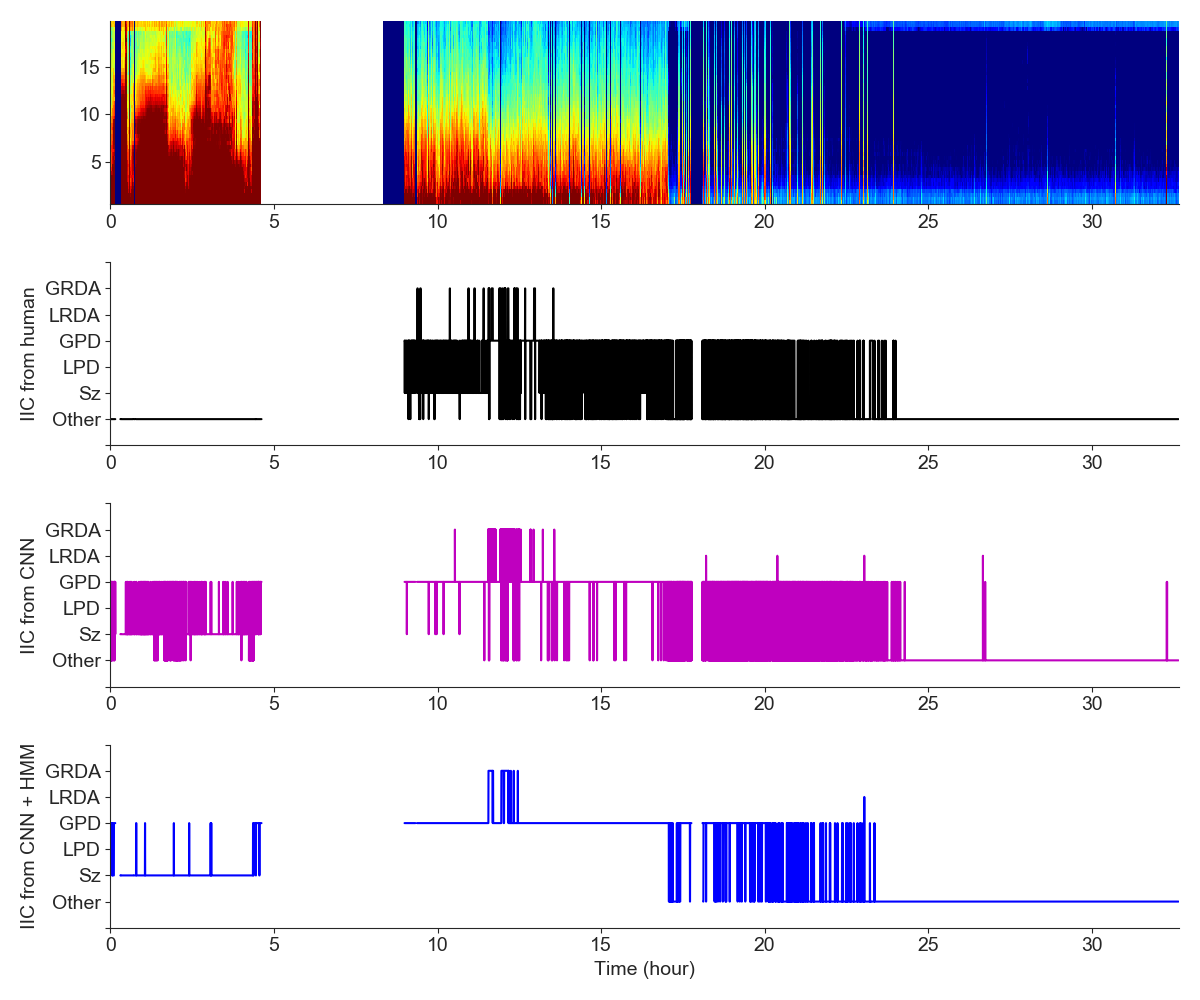 15
10
5
0 5 10 15 20 25 30
IIC from human
GRDA
LRDA
GPD
LPD
Sz
Other
0 5 10 15 20 25 30
IIC from CNN
GRDA
LRDA
GPD
LPD
Sz
Other
0 5 10 15 20 25 30
IIC from CNN + HMM
GRDA
LRDA
GPD
LPD
Sz
Other
0 5 10 15 20 25 30
Time (hour)